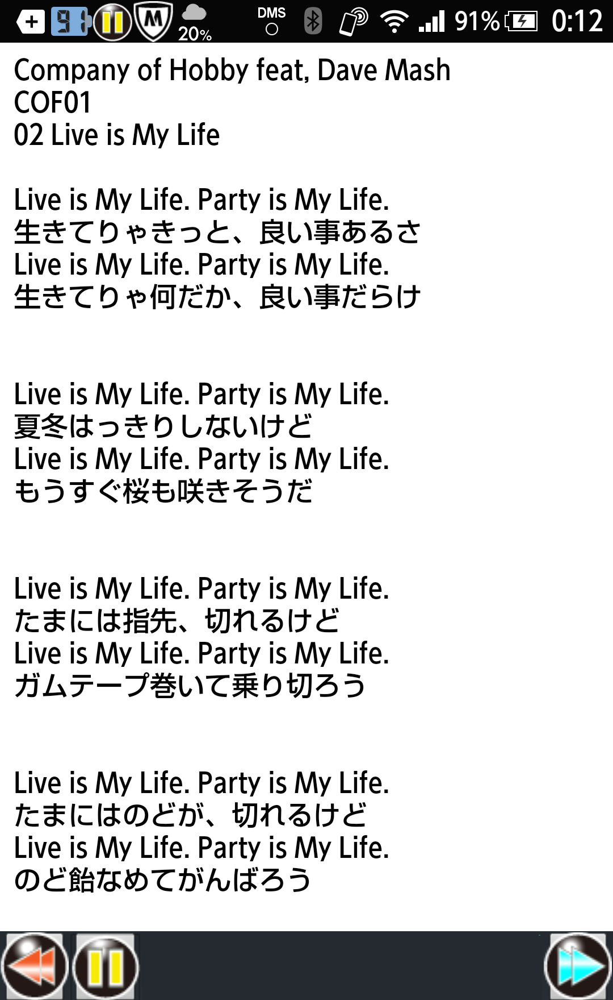 91
20%
DMS
91%
0:12
Company of Hobby feat, Dave Mash
COF01
02 Live is My Life
Live is My Life. Party is My Life.
生きてりゃきっと、良い事あるさ
Live is My Life. Party is My Life.
生きてりゃ何だか、良い事だらけ
Live is My Life. Party is My Life.
夏冬はっきりしないけど
Live is My Life. Party is My Life.
もうすぐ桜も咲きそうだ
Live is My Life. Party is My Life.
たまには指先、切れるけど
Live is My Life. Party is My Life.
ガムテープ巻いて乗り切ろう
Live is My Life. Party is My Life.
たまにはのどが、切れるけど
Live is My Life. Party is My Life.
のど飴なめてがんばろう